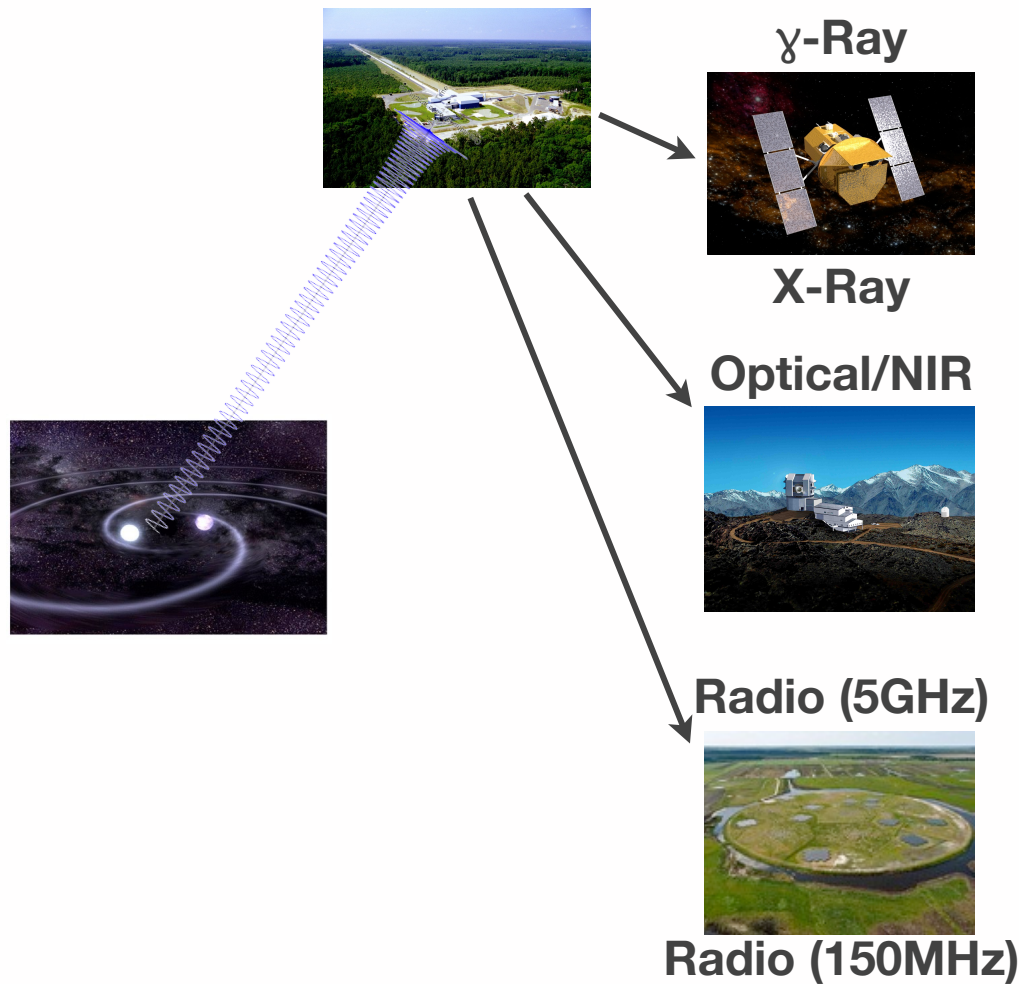 ɣ-Ray
X-Ray
Optical/NIR
Radio (5GHz)
Radio (150MHz)